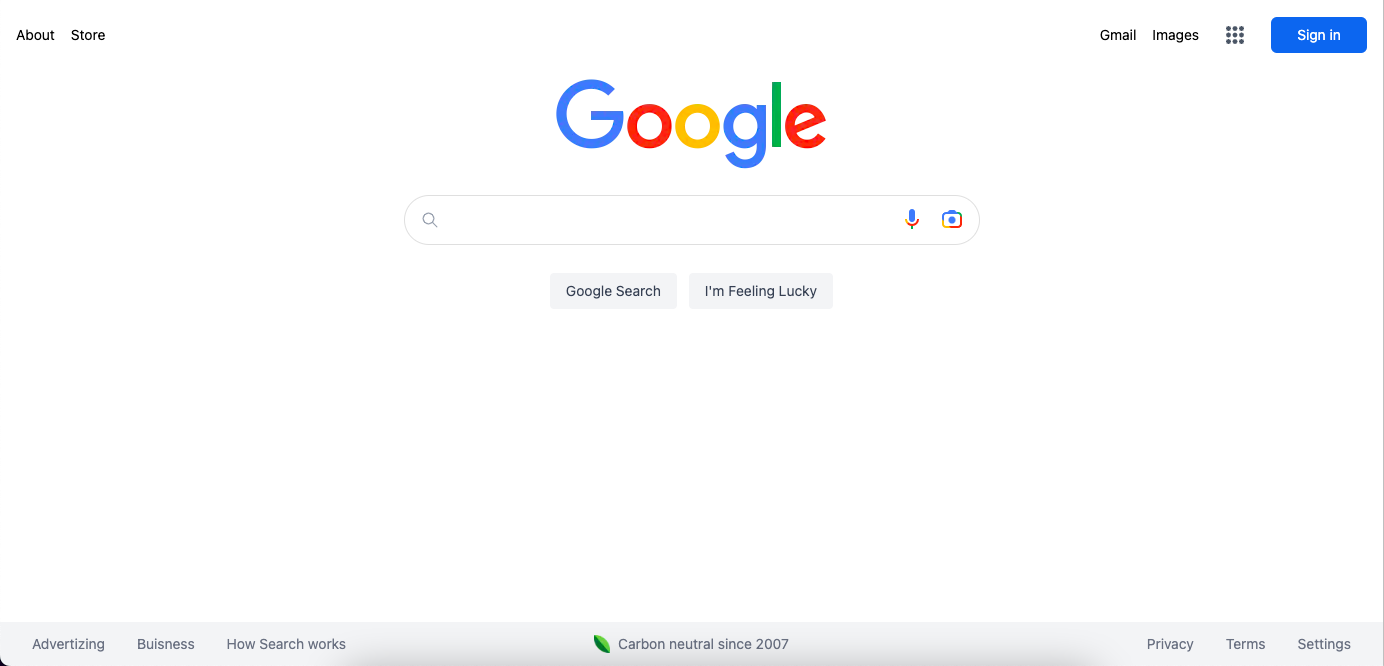 About Store Gmail Images Sign in
Google
Google Search I'm Feeling Lucky
Advertizing Buisness How Search works Carbon neutral since 2007 Privacy Terms Settings